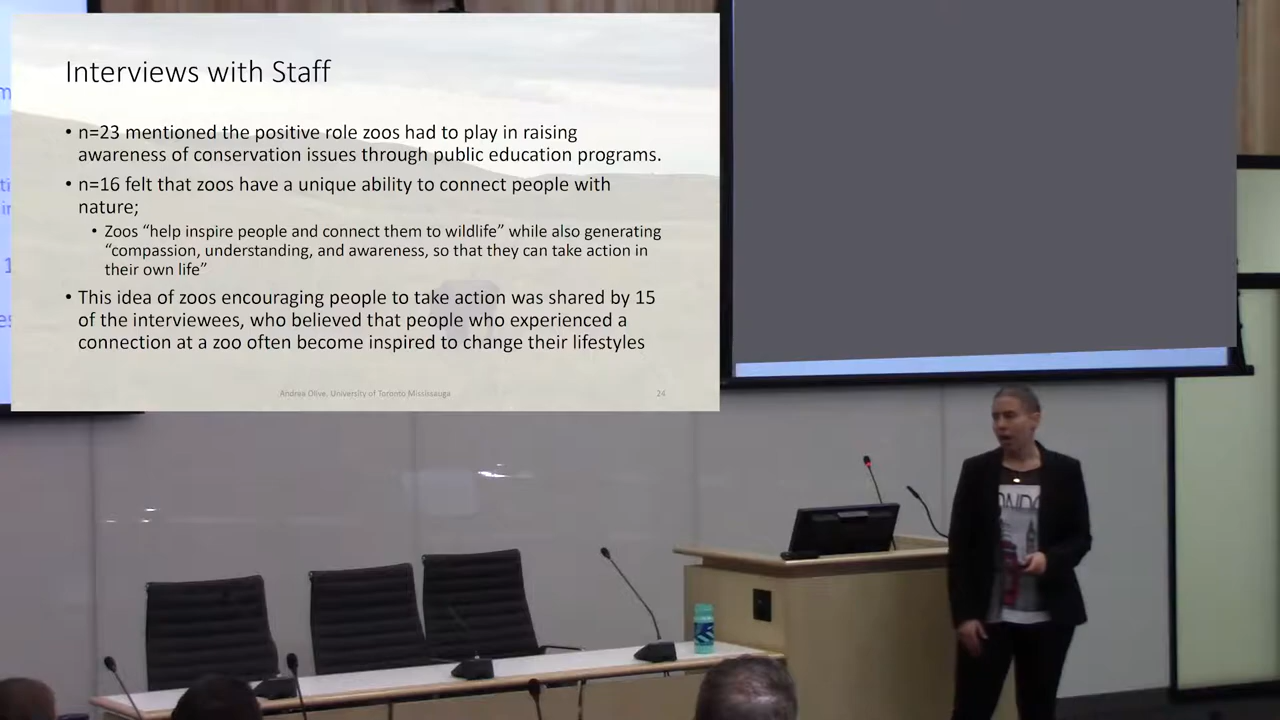 Interviews with Staff
• n=23 mentioned the positive role zoos had to play in raising
awareness of conservation issues through public education programs.
• n=16 felt that zoos have a unique ability to connect people with
nature;
• Zoos “help inspire people and connect them to wildlife” while also generating
“compassion, understanding, and awareness, so that they can take action in
their own life”
• This idea of zoos encouraging people to take action was shared by 15
of the interviewees, who believed that people who experienced a
connection at a zoo often become inspired to change their lifestyles
Andrea Olive, University of Toronto Mississauga
24